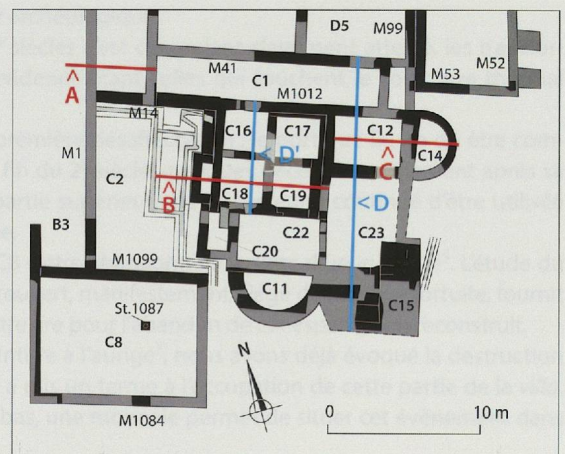 D5 M99
M41 C1 M53 M52
A M1012
M14 C16 C17 C12
M1 C2 D' C C14
B C18 C19 D
B3 C22 C23
M1099 C20
C11 C15
St.1087
C8
N
M1084
0 10 m